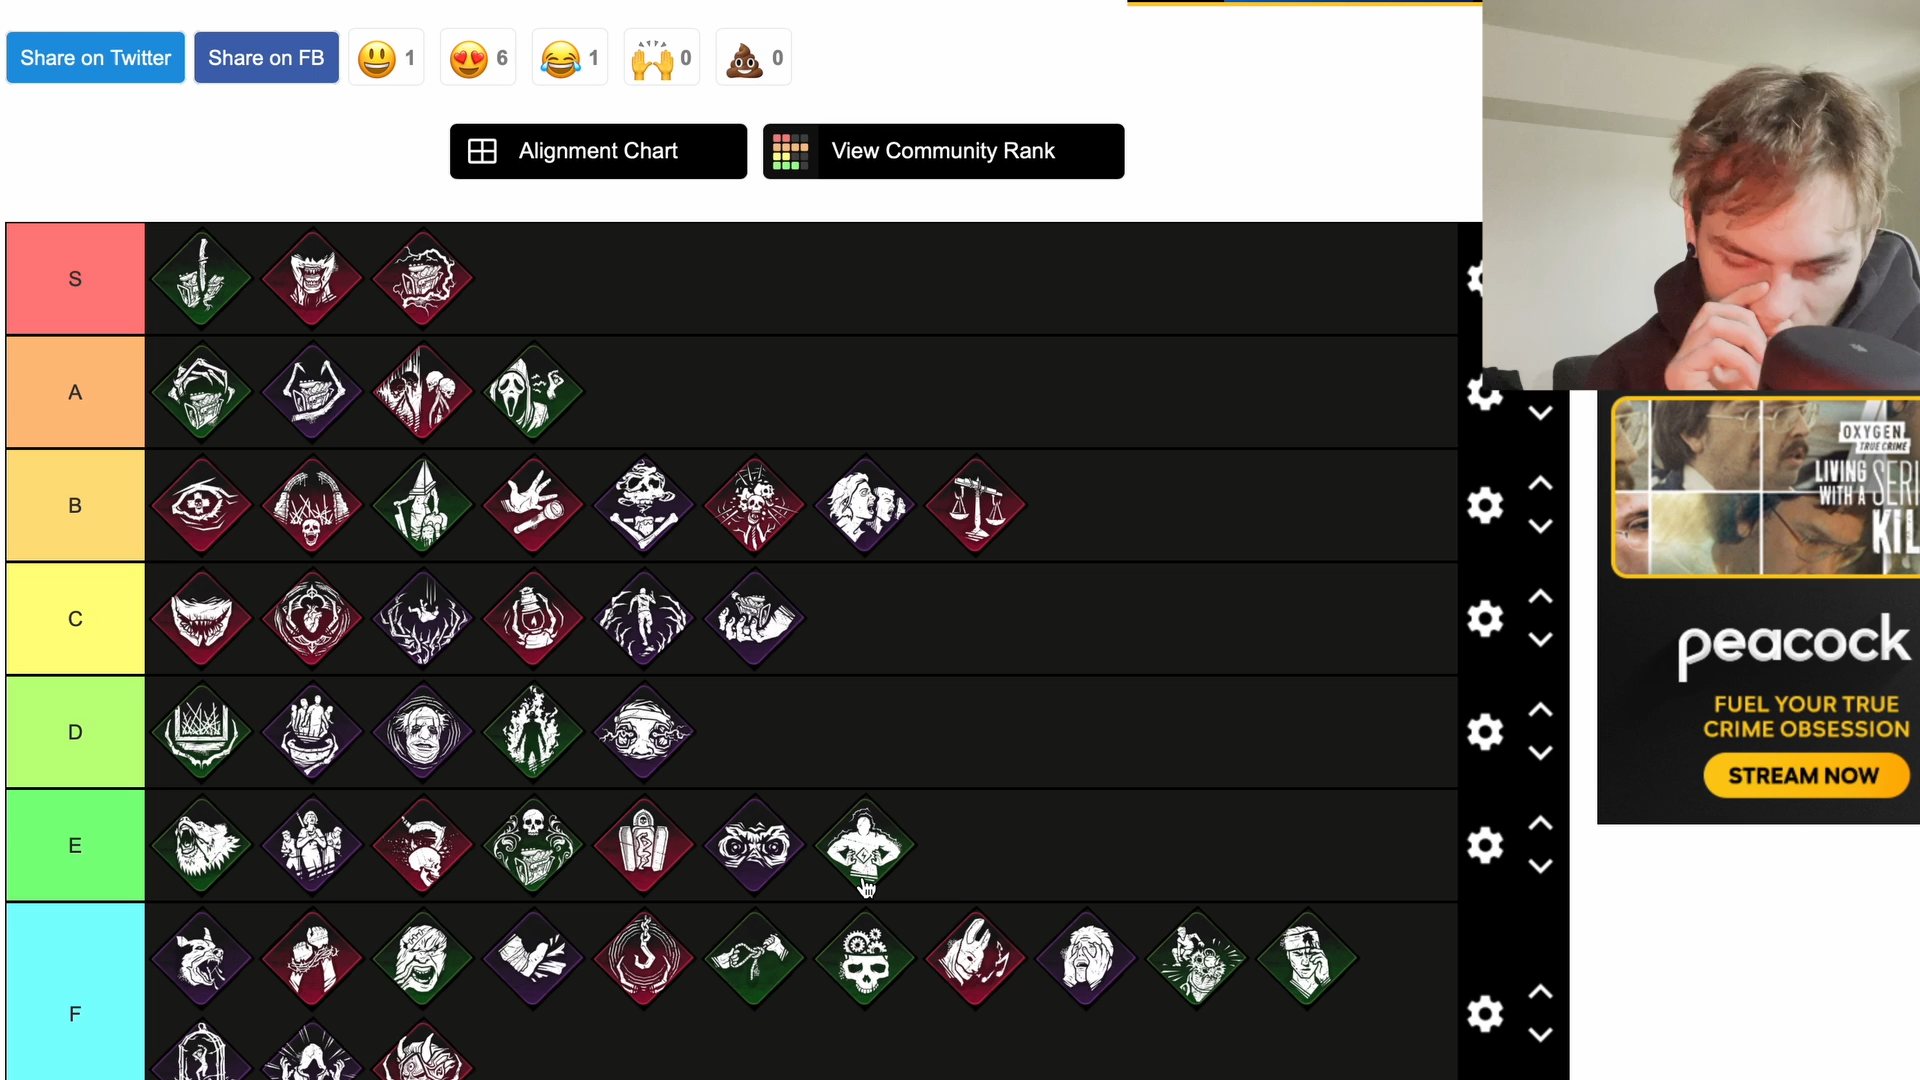 Share on Twitter
Share on FB
1
6
1
0
0
Alignment Chart
View Community Rank
S
A
B
C
D
E
F
OXYGEN
TRUE CRIME
LIVING
WITH A
peacock
FUEL YOUR TRUE
CRIME OBSESSION
STREAM NOW